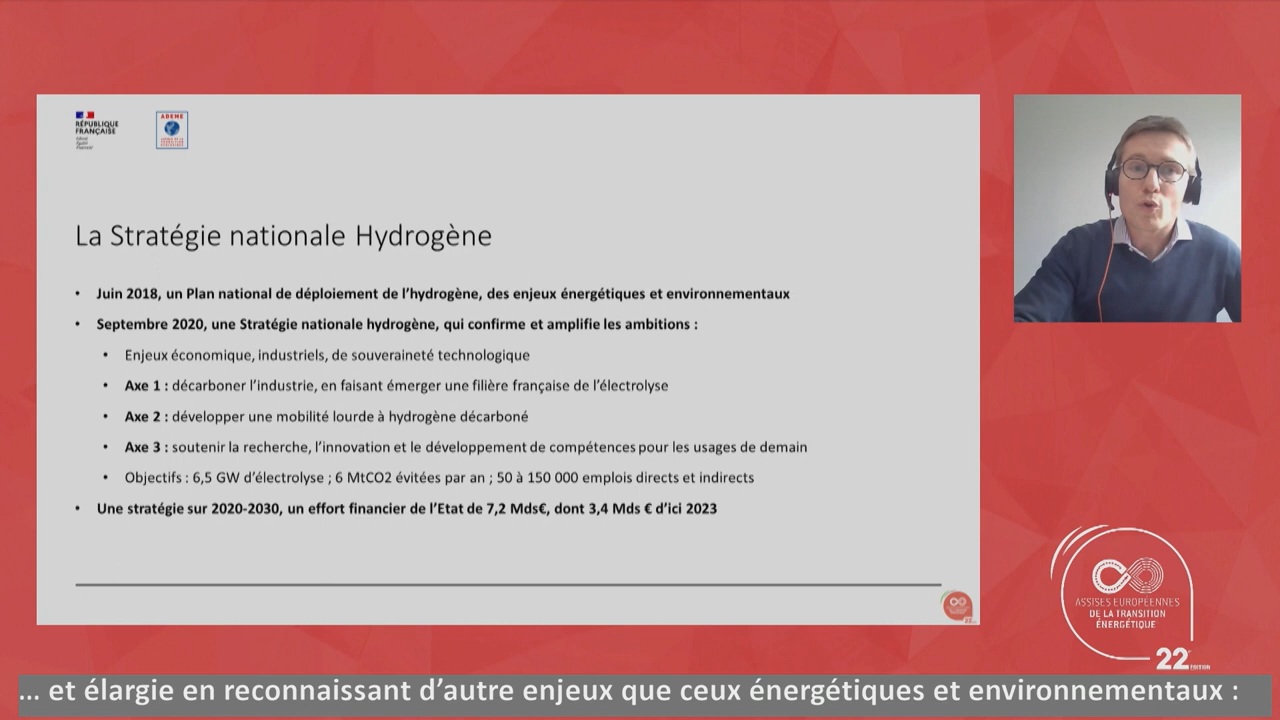 RÉPUBLIQUE
FRANÇAISE
ADEME
La Stratégie nationale Hydrogène
• Juin 2018, un Plan national de déploiement de l’hydrogène, des enjeux énergétiques et environnementaux
• Septembre 2020, une Stratégie nationale hydrogène, qui confirme et amplifie les ambitions :
• Enjeux économique, industriels, de souveraineté technologique
• Axe 1 : décarboner l’industrie, en faisant émerger une filière française de l’électrolyse
• Axe 2 : développer une mobilité lourde à hydrogène décarboné
• Axe 3 : soutenir la recherche, l’innovation et le développement de compétences pour les usages de demain
• Objectifs : 6,5 GW d’électrolyse ; 6 MtCO2 évitées par an ; 50 à 150 000 emplois directs et indirects
• Une stratégie sur 2020-2030, un effort financier de l’Etat de 7,2 Mds€, dont 3,4 Mds € d’ici 2023
ASSISES EUROPÉENNES
DE LA TRANSITION
ÉNERGÉTIQUE
22e ÉDITION
... et élargie en reconnaissant d’autre enjeux que ceux énergétiques et environnementaux :